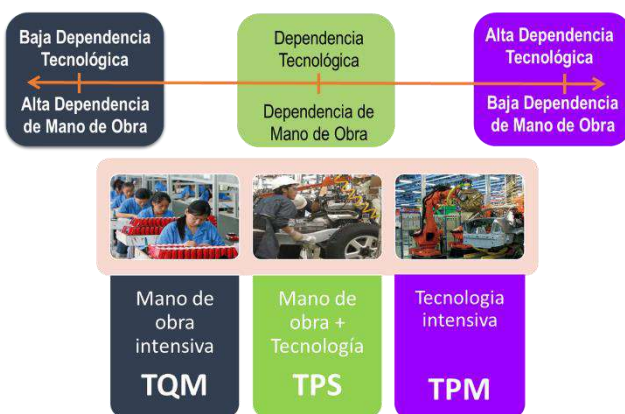 Baja Dependencia
Tecnológica
Alta Dependencia
de Mano de Obra
Dependencia
Tecnológica
Dependencia de
Mano de Obra
Alta Dependencia
Tecnológica
Baja Dependencia
de Mano de Obra
Mano de
obra
intensiva
TQM
Mano de
obra +
Tecnología
TPS
Tecnologia
intensiva
TPM